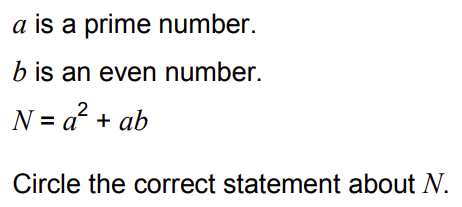 a is a prime number.
b is an even number.
N = a² + ab
Circle the correct statement about N.